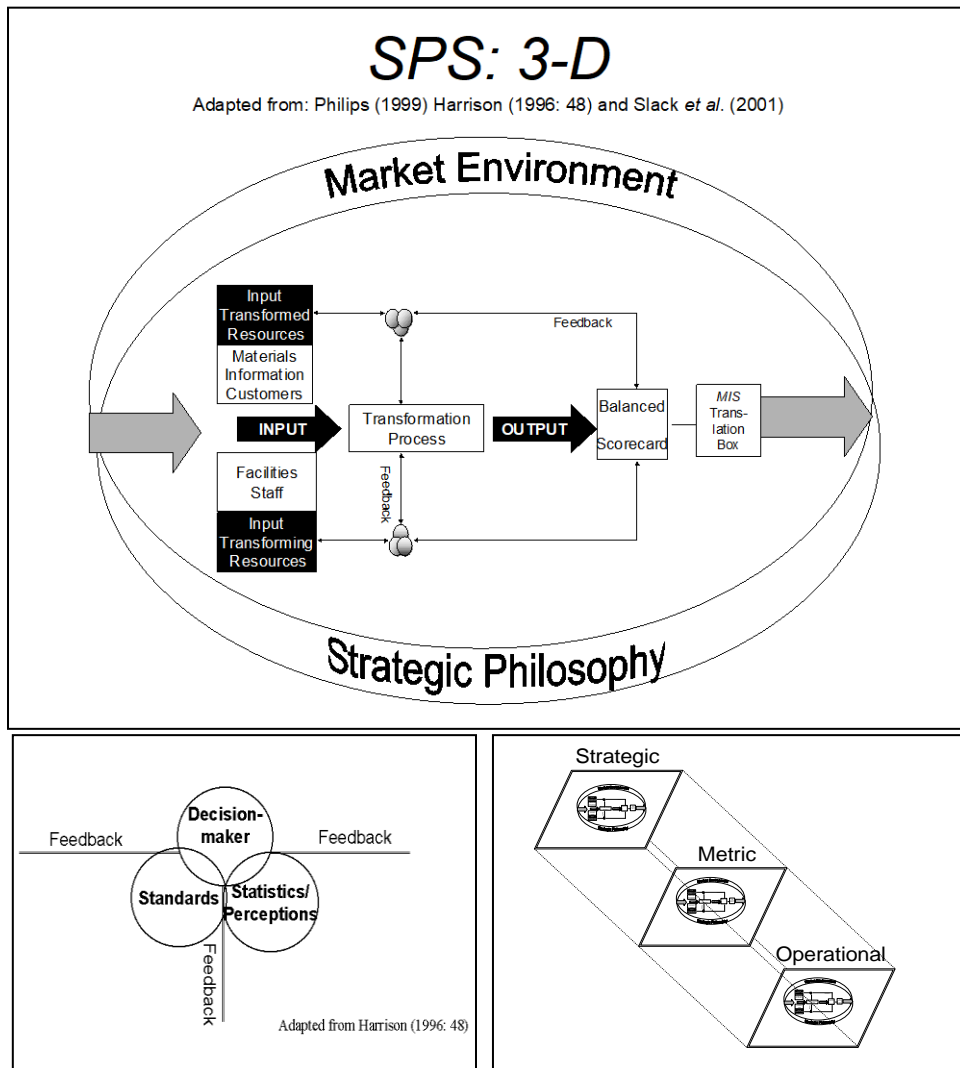 SPS: 3-D
Adapted from: Philips (1999) Harrison (1996: 48) and Slack et al. (2001)
Market Environment
Input
Transformed
Resources
Materials
Information
Customers
Feedback
INPUT
Transformation
Process
OUTPUT
Balanced
Scorecard
MIS
Trans-
lation
Box
Facilities
Staff
Feedback
Input
Transforming
Resources
Strategic Philosophy
Decision-
maker
Feedback
Feedback
Standards
Statistics/
Perceptions
Feedback
Adapted from Harrison (1996: 48)
Strategic
Metric
Operational